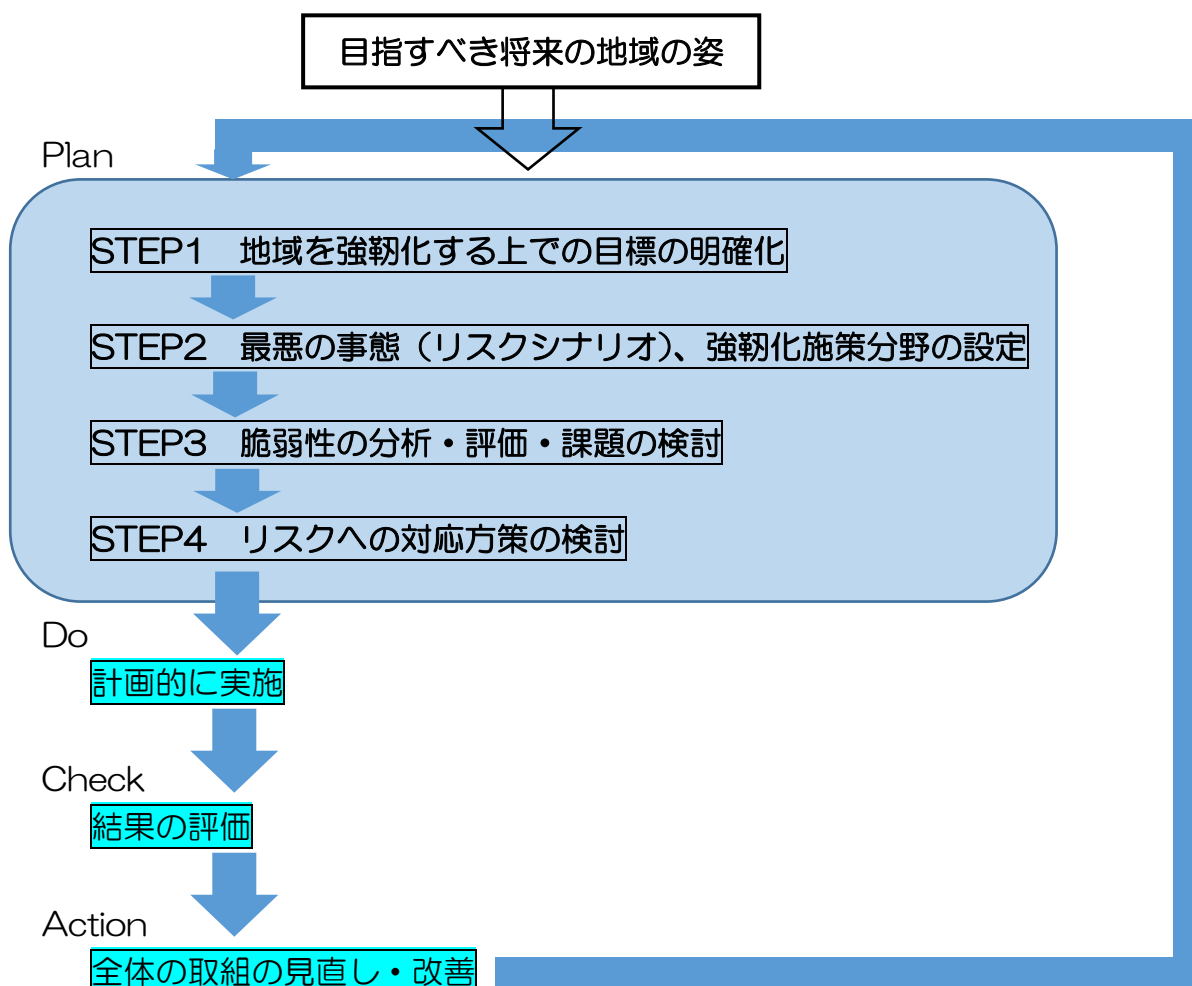 目指すべき将来の地域の姿
Plan
STEP1　地域を強靭化する上での目標の明確化
STEP2　最悪の事態（リスクシナリオ）、強靭化施策分野の設定
STEP3　脆弱性の分析・評価・課題の検討
STEP4　リスクへの対応方策の検討
Do
計画的に実施
Check
結果の評価
Action
全体の取組の見直し・改善